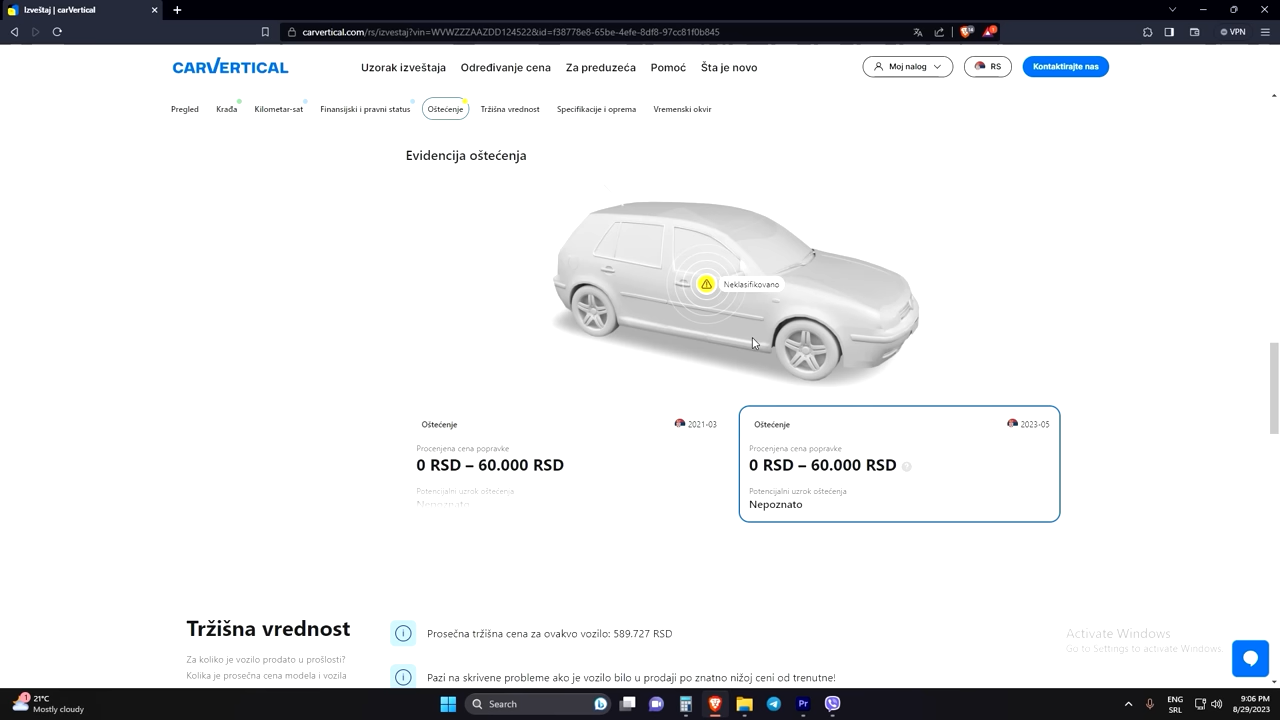 Izveštaj | carVertical
carvertical.com/rs/izvestaj?vin=WVWZZZAAZDD124522&id=f38778e8-65be-4efe-8df8-97cc81f0b845
VPN
CARVERTICAL
Uzorak izveštaja
Određivanje cena
Za preduzeća
Pomoć
Šta je novo
Moj nalog
RS
Kontaktirajte nas
Pregled
Krađa
Kilometar-sat
Finansijski i pravni status
Oštećenje
Tržišna vrednost
Specifikacije i oprema
Vremenski okvir
Evidencija oštećenja
Neklasifikovano
Oštećenje
2021-03
Procenjena cena popravke
0 RSD – 60.000 RSD
Potencijalni uzrok oštećenja
Nepoznato
Oštećenje
2023-05
Procenjena cena popravke
0 RSD – 60.000 RSD
Potencijalni uzrok oštećenja
Nepoznato
Tržišna vrednost
Za koliko je vozilo prodato u prošlosti?
Kolika je prosečna cena modela i vozila
Prosečna tržišna cena za ovakvo vozilo: 589.727 RSD
Pazi na skrivene probleme ako je vozilo bilo u prodaji po znatno nižoj ceni od trenutne!
Activate Windows
Go to Settings to activate Windows.
1
21°C
Mostly cloudy
Search
Pr
ENG
SRL
9:06 PM
8/29/2023